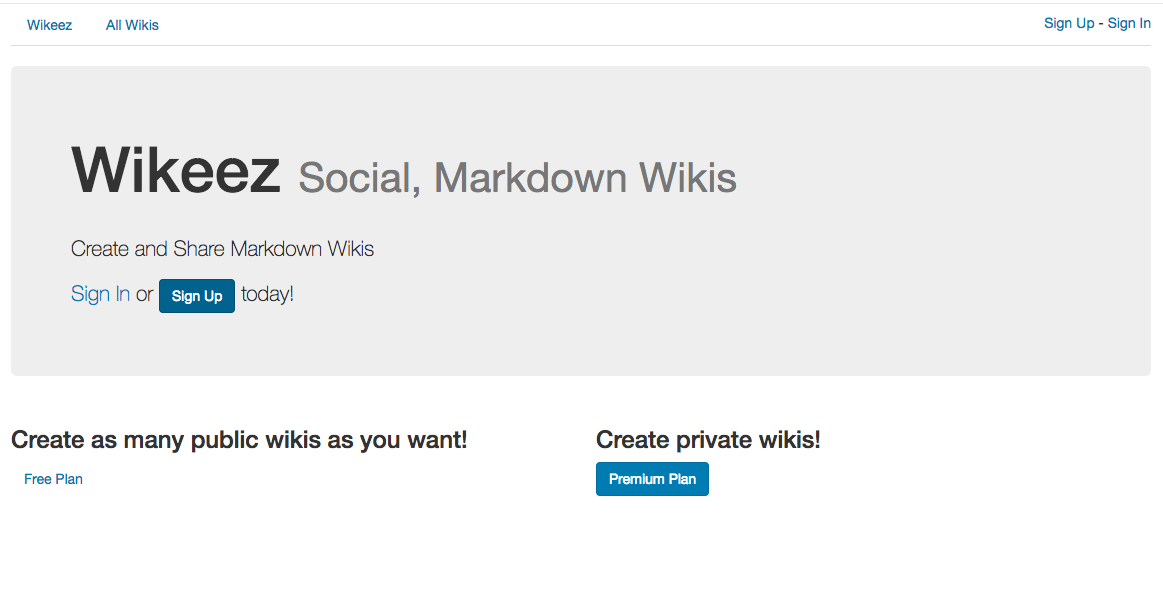 Wikeez All Wikis Sign Up - Sign In
Wikeez Social, Markdown Wikis
Create and Share Markdown Wikis
Sign In or Sign Up today!
Create as many public wikis as you want!
Free Plan
Create private wikis!
Premium Plan